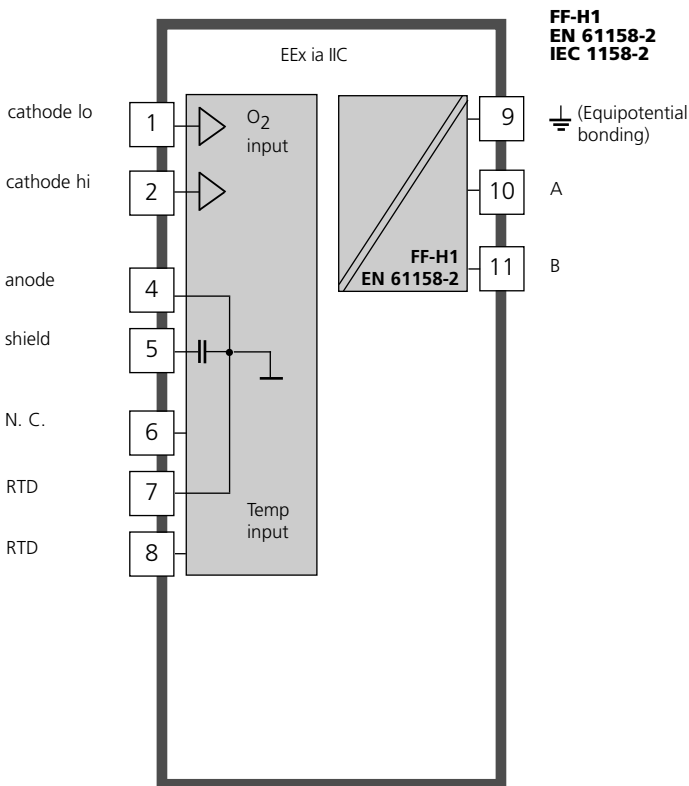 FF-H1
EN 61158-2
IEC 1158-2
EEx ia IIC
cathode lo
1
O2
input
9
(Equipotential
bonding)
cathode hi
2
10
A
FF-H1
EN 61158-2
11
B
anode
4
shield
5
N. C.
6
RTD
7
Temp
input
RTD
8